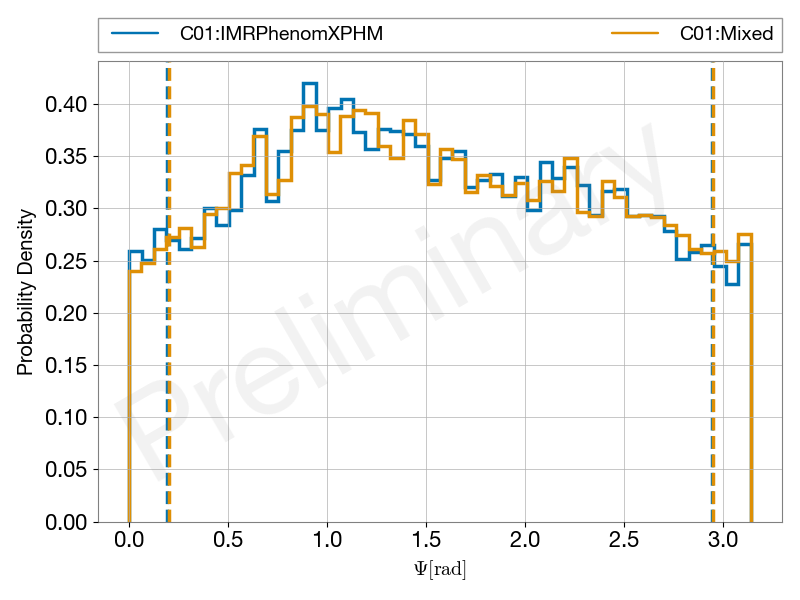 C01:IMRPhenomXPHM C01:Mixed
Probability Density
0.40
0.35
0.30
0.25
0.20
0.15
0.10
0.05
0.00
Preliminary
0.0 0.5 1.0 1.5 2.0 2.5 3.0
Ψ[rad]